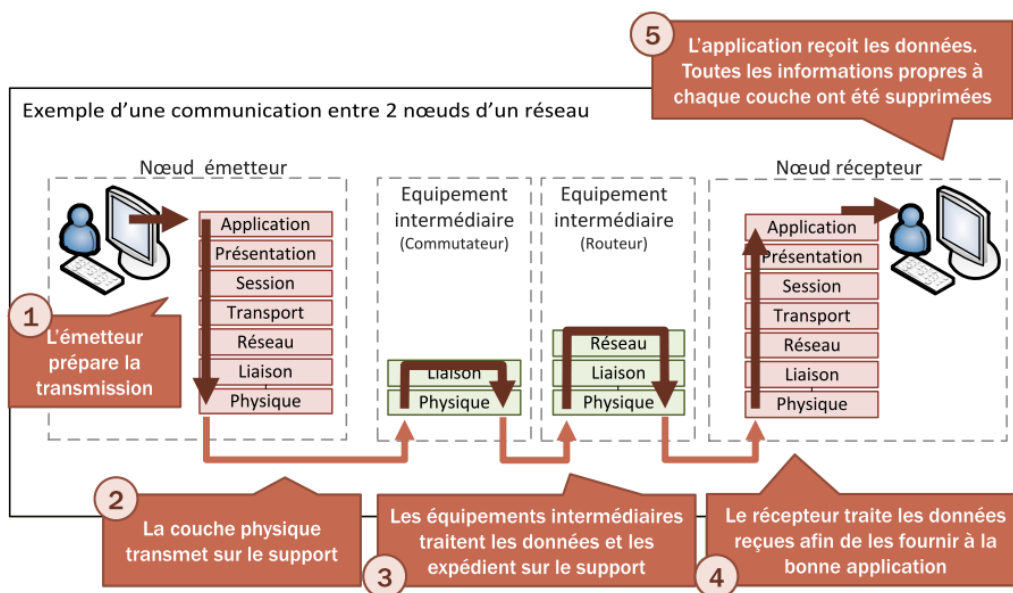 5
L'application reçoit les données.
Toutes les informations propres à
chaque couche ont été supprimées
Exemple d'une communication entre 2 nœuds d'un réseau
Nœud émetteur
Application
Présentation
Session
Transport
Réseau
Liaison
Physique
Equipement
intermédiaire
(Commutateur)
Liaison
Physique
Equipement
intermédiaire
(Routeur)
Réseau
Liaison
Physique
Nœud récepteur
Application
Présentation
Session
Transport
Réseau
Liaison
Physique
1
L'émetteur
prépare la
transmission
2
La couche physique
transmet sur le support
3
Les équipements intermédiaires
traitent les données et les
expédient sur le support
4
Le récepteur traite les données
reçues afin de les fournir à la
bonne application